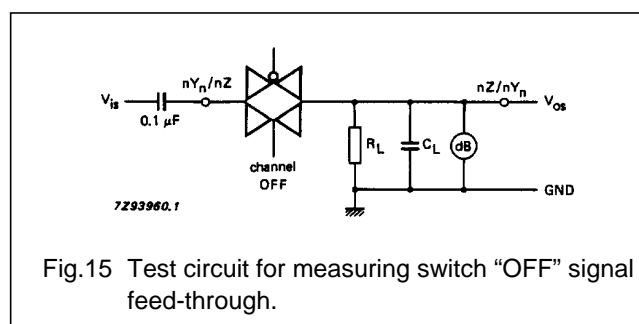 nYn/nZ
nZ/nYn
Vis
Vos
0.1 µF
RL
CL
dB
channel
OFF
GND
7Z93960.1
Fig.15 Test circuit for measuring switch “OFF” signal
feed-through.